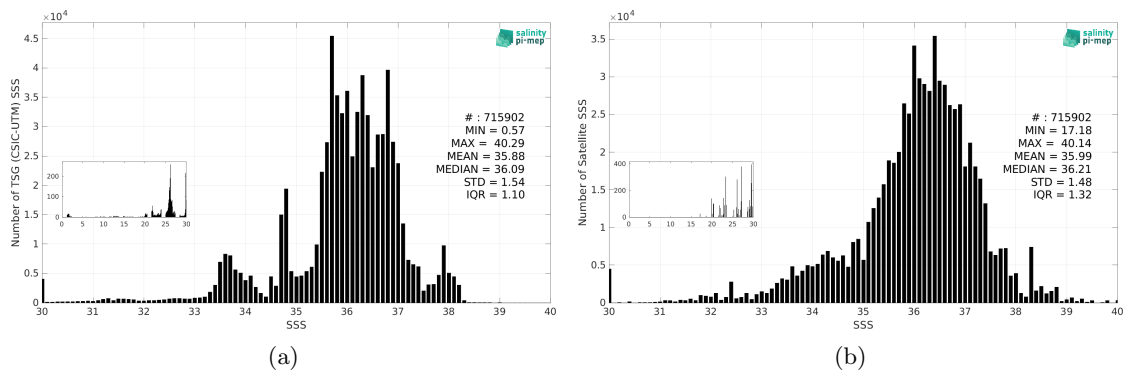 ×10⁴
salinity
pi-mep
# : 715902
MIN = 0.57
MAX = 40.29
MEAN = 35.88
MEDIAN = 36.09
STD = 1.54
IQR = 1.10
4.5
4
3.5
3
2.5
2
1.5
1
0.5
0
200
100
0
0 5 10 15 20 25 30
30 31 32 33 34 35 36 37 38 39 40
Number of TSG (CSIC-UTM) SSS
SSS
(a)
×10⁴
salinity
pi-mep
# : 715902
MIN = 17.18
MAX = 40.14
MEAN = 35.99
MEDIAN = 36.21
STD = 1.48
IQR = 1.32
3.5
3
2.5
2
1.5
1
0.5
0
400
200
0
0 5 10 15 20 25 30
30 31 32 33 34 35 36 37 38 39 40
Number of Satellite SSS
SSS
(b)